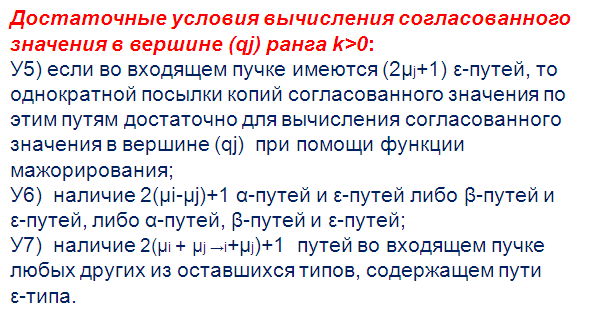 Достаточные условия вычисления согласованного
значения в вершине (qj) ранга k>0:
У5) если во входящем пучке имеются (2μj+1) ε-путей, то
однократной посылки копий согласованного значения по
этим путям достаточно для вычисления согласованного
значения в вершине (qj) при помощи функции
мажорирования;
У6) наличие 2(μi-μj)+1 α-путей и ε-путей либо β-путей и
ε-путей, либо α-путей, β-путей и ε-путей;
У7) наличие 2(μi + μj →i+μj)+1 путей во входящем пучке
любых других из оставшихся типов, содержащем пути
ε-типа.